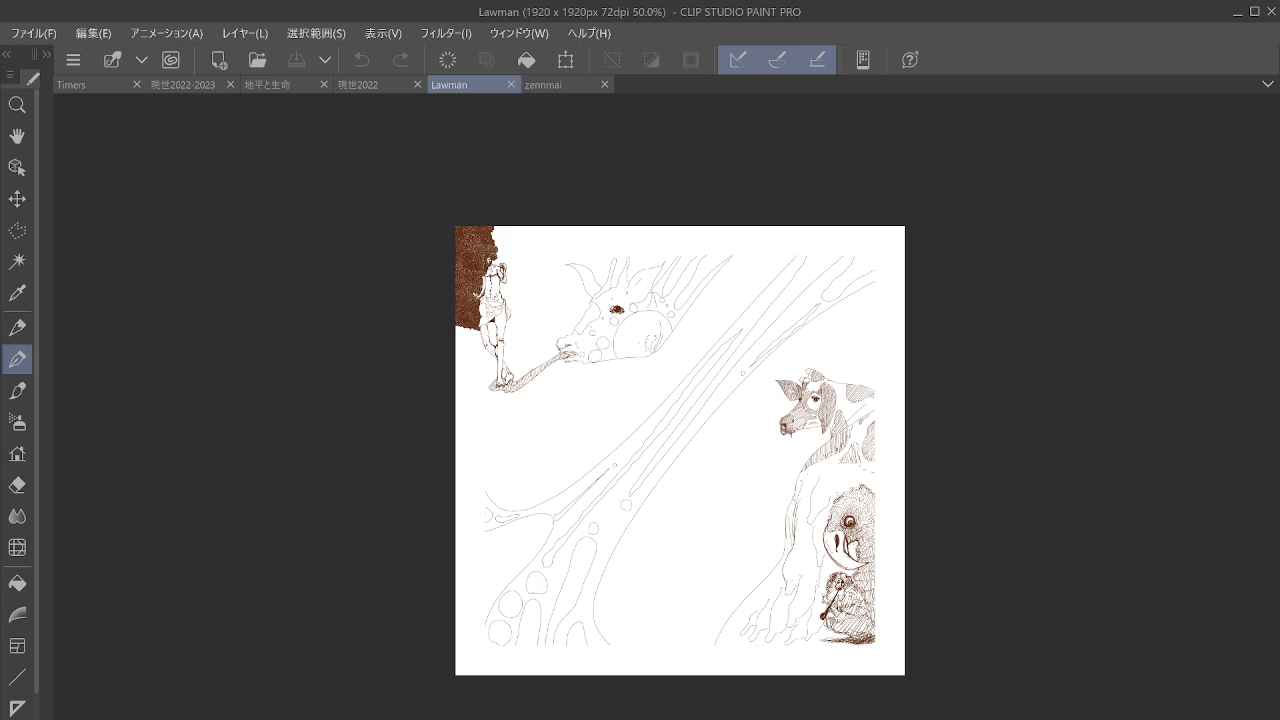 Lawman (1920 x 1920px 72dpi 50.0%) - CLIP STUDIO PAINT PRO
ファイル(F) 編集(E) アニメーション(A) レイヤー(L) 選択範囲(S) 表示(V) フィルター(I) ウィンドウ(W) ヘルプ(H)
Timers 現世2022-2023 地平と生命 現世2022 Lawman zennmai